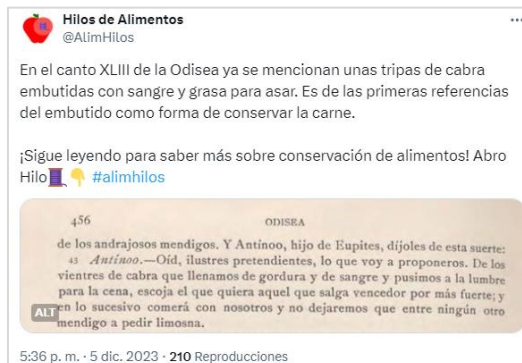 Hilos de Alimentos
@AlimHilos
En el canto XLIII de la Odisea ya se mencionan unas tripas de cabra
embutidas con sangre y grasa para asar. Es de las primeras referencias
del embutido como forma de conservar la carne.
¡Sigue leyendo para saber más sobre conservación de alimentos! Abro
Hilo🧵👇 #alimhilos
456 ODISEA
de los andrajosos mendigos. Y Antínoo, hijo de Eupites, díjoles de esta suerte:
43 Antínoo.—Oíd, ilustres pretendientes, lo que voy a proponeros. De los
vientres de cabra que llenamos de gordura y de sangre y pusimos a la lumbre
para la cena, escoja el que quiera aquel que salga vencedor por más fuerte; y
en lo sucesivo comerá con nosotros y no dejaremos que entre ningún otro
mendigo a pedir limosna.
ALT
5:36 p. m. · 5 dic. 2023 · 210 Reproducciones